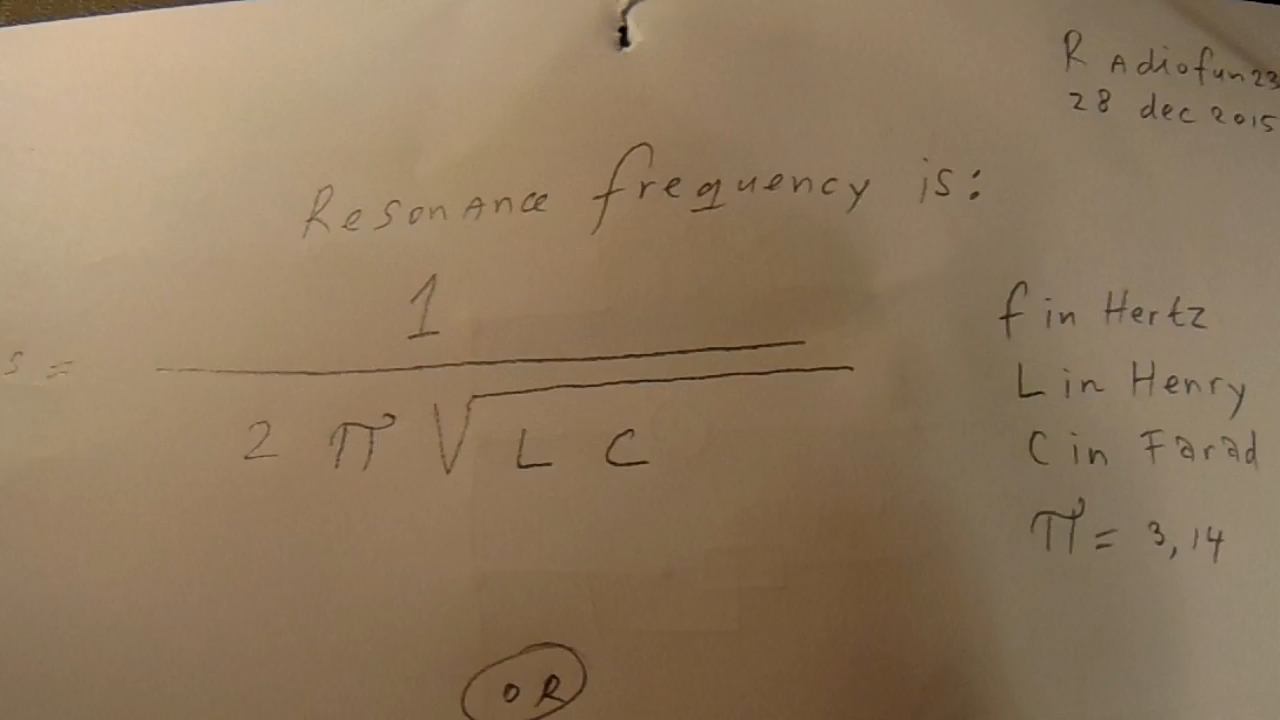 RAdiofun23
28 dec 2015
ResonAnce frequency is:
s = 1 / 2 π √ L C
f in Hertz
L in Henry
C in Farad
π = 3,14
OR